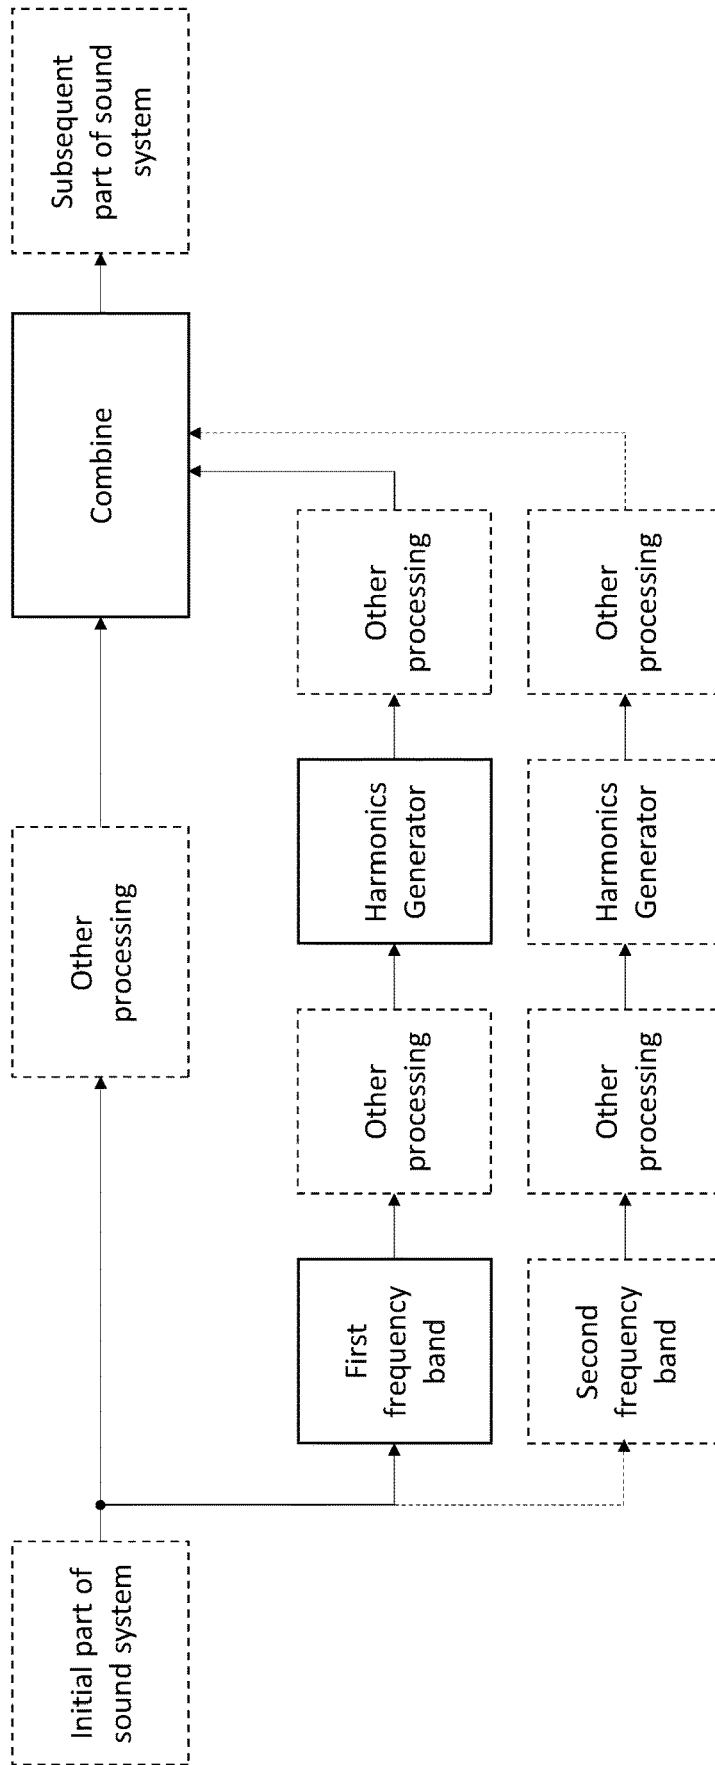 Initial part of
sound system
Other
processing
Combine
Subsequent
part of sound
system
First
frequency
band
Other
processing
Harmonics
Generator
Other
processing
Second
frequency
band
Other
processing
Harmonics
Generator
Other
processing